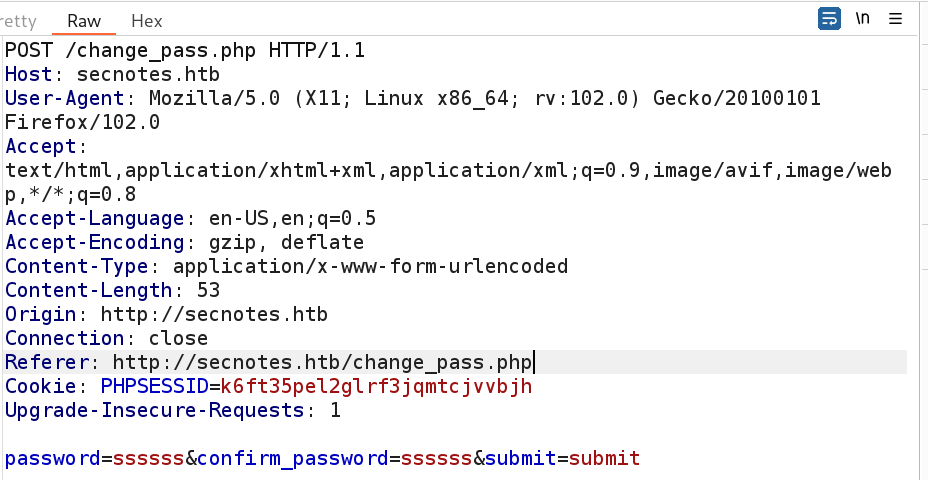 retty Raw Hex \n
POST /change_pass.php HTTP/1.1
Host: secnotes.htb
User-Agent: Mozilla/5.0 (X11; Linux x86_64; rv:102.0) Gecko/20100101
Firefox/102.0
Accept:
text/html,application/xhtml+xml,application/xml;q=0.9,image/avif,image/web
p,*/*;q=0.8
Accept-Language: en-US,en;q=0.5
Accept-Encoding: gzip, deflate
Content-Type: application/x-www-form-urlencoded
Content-Length: 53
Origin: http://secnotes.htb
Connection: close
Referer: http://secnotes.htb/change_pass.php
Cookie: PHPSESSID=k6ft35pel2glrf3jqmtcjvvbjh
Upgrade-Insecure-Requests: 1
password=ssssss&confirm_password=ssssss&submit=submit